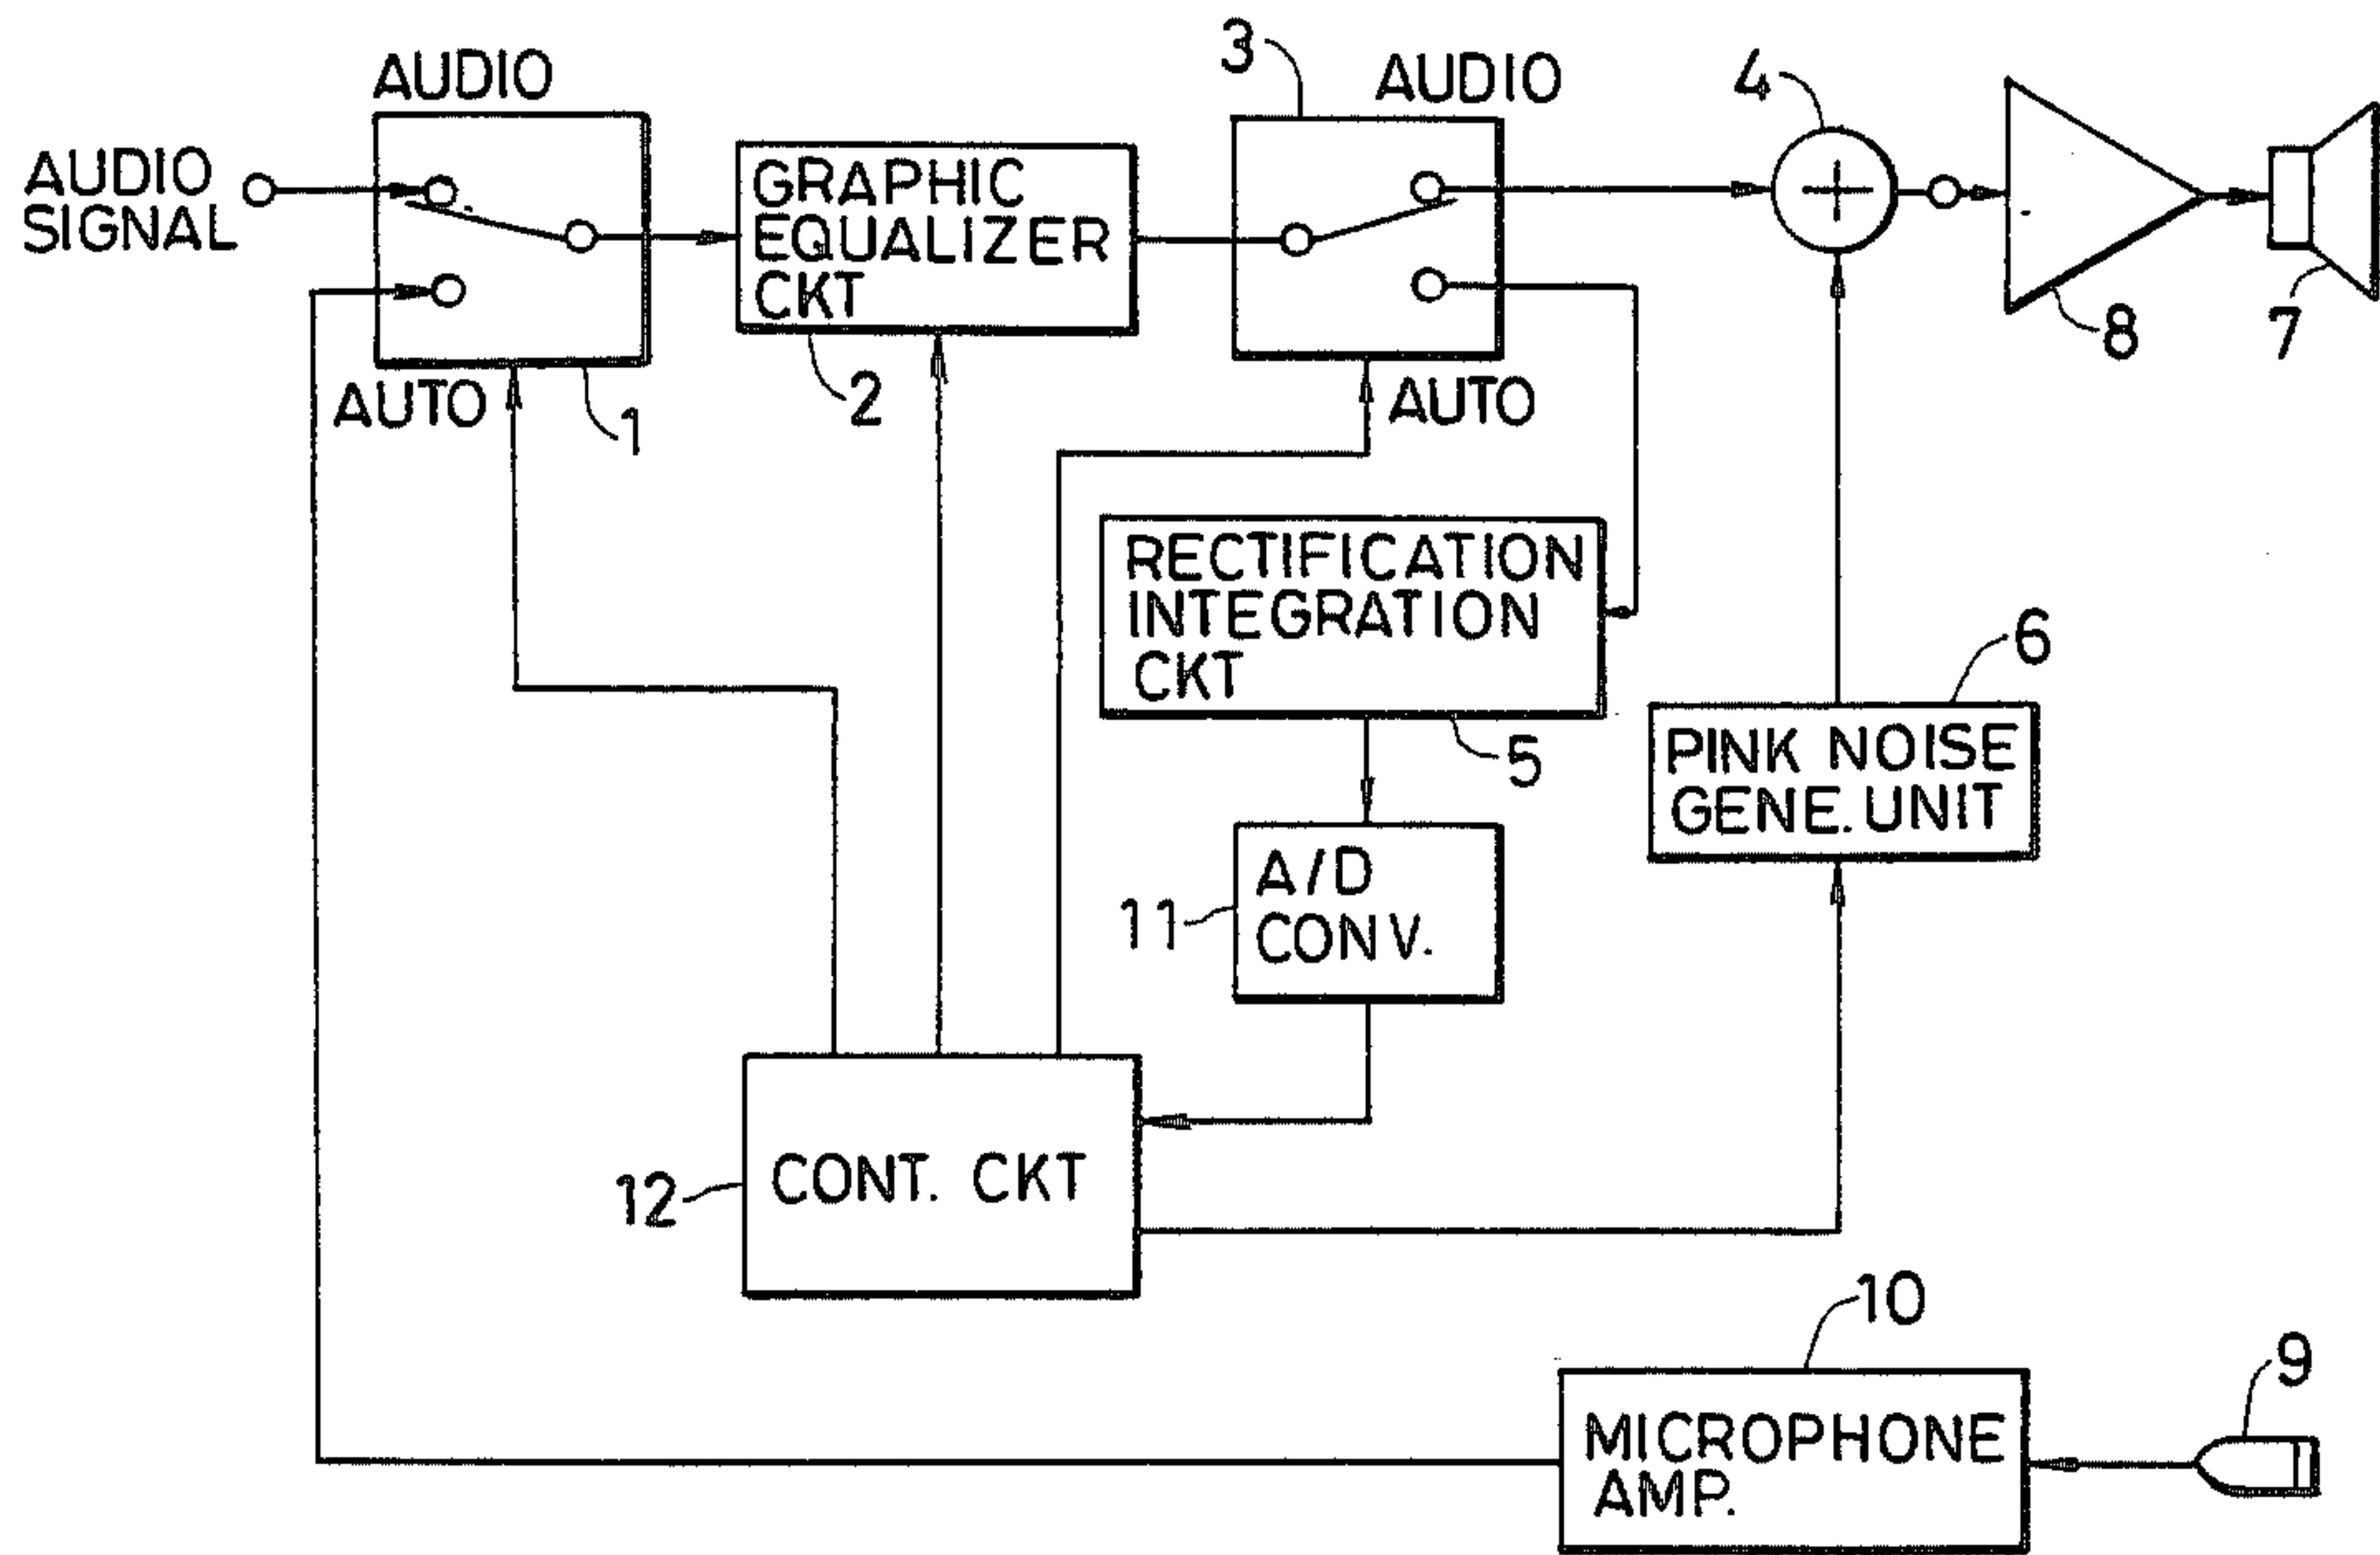 AUDIO
3
AUDIO
4
AUDIO
SIGNAL
GRAPHIC
EQUALIZER
CKT
8
7
AUTO
1
2
AUTO
RECTIFICATION
INTEGRATION
CKT
5
6
PINK NOISE
GENE. UNIT
11
A/D
CONV.
12
CONT. CKT
10
9
MICROPHONE
AMP.